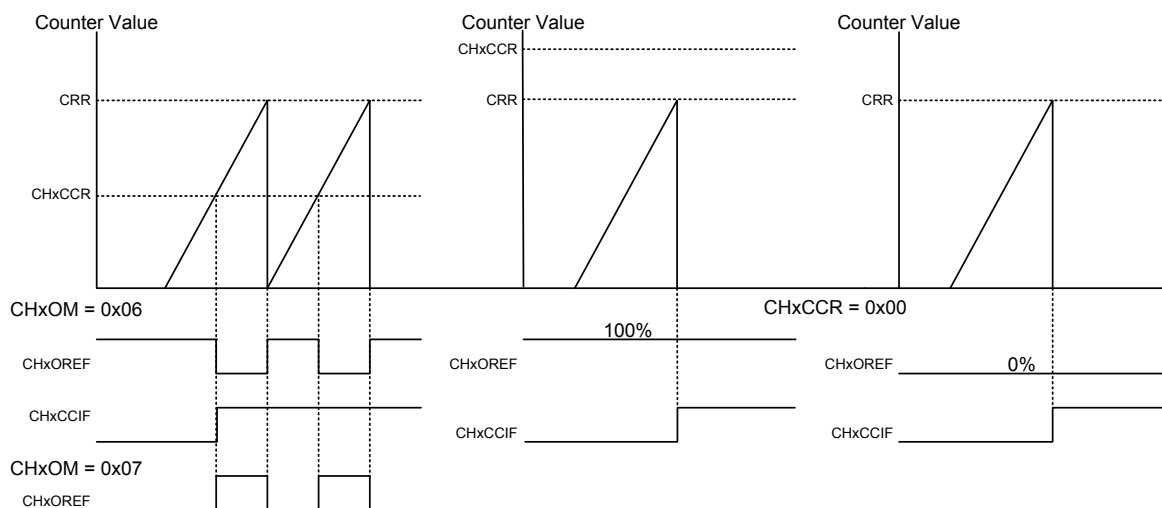 Counter Value
CRR
CHxCCR
CHxOM = 0x06
CHxOREF
CHxCCIF
CHxOM = 0x07
CHxOREF
Counter Value
CHxCCR
CRR
100%
CHxOREF
CHxCCIF
Counter Value
CRR
CHxCCR = 0x00
CHxOREF
0%
CHxCCIF